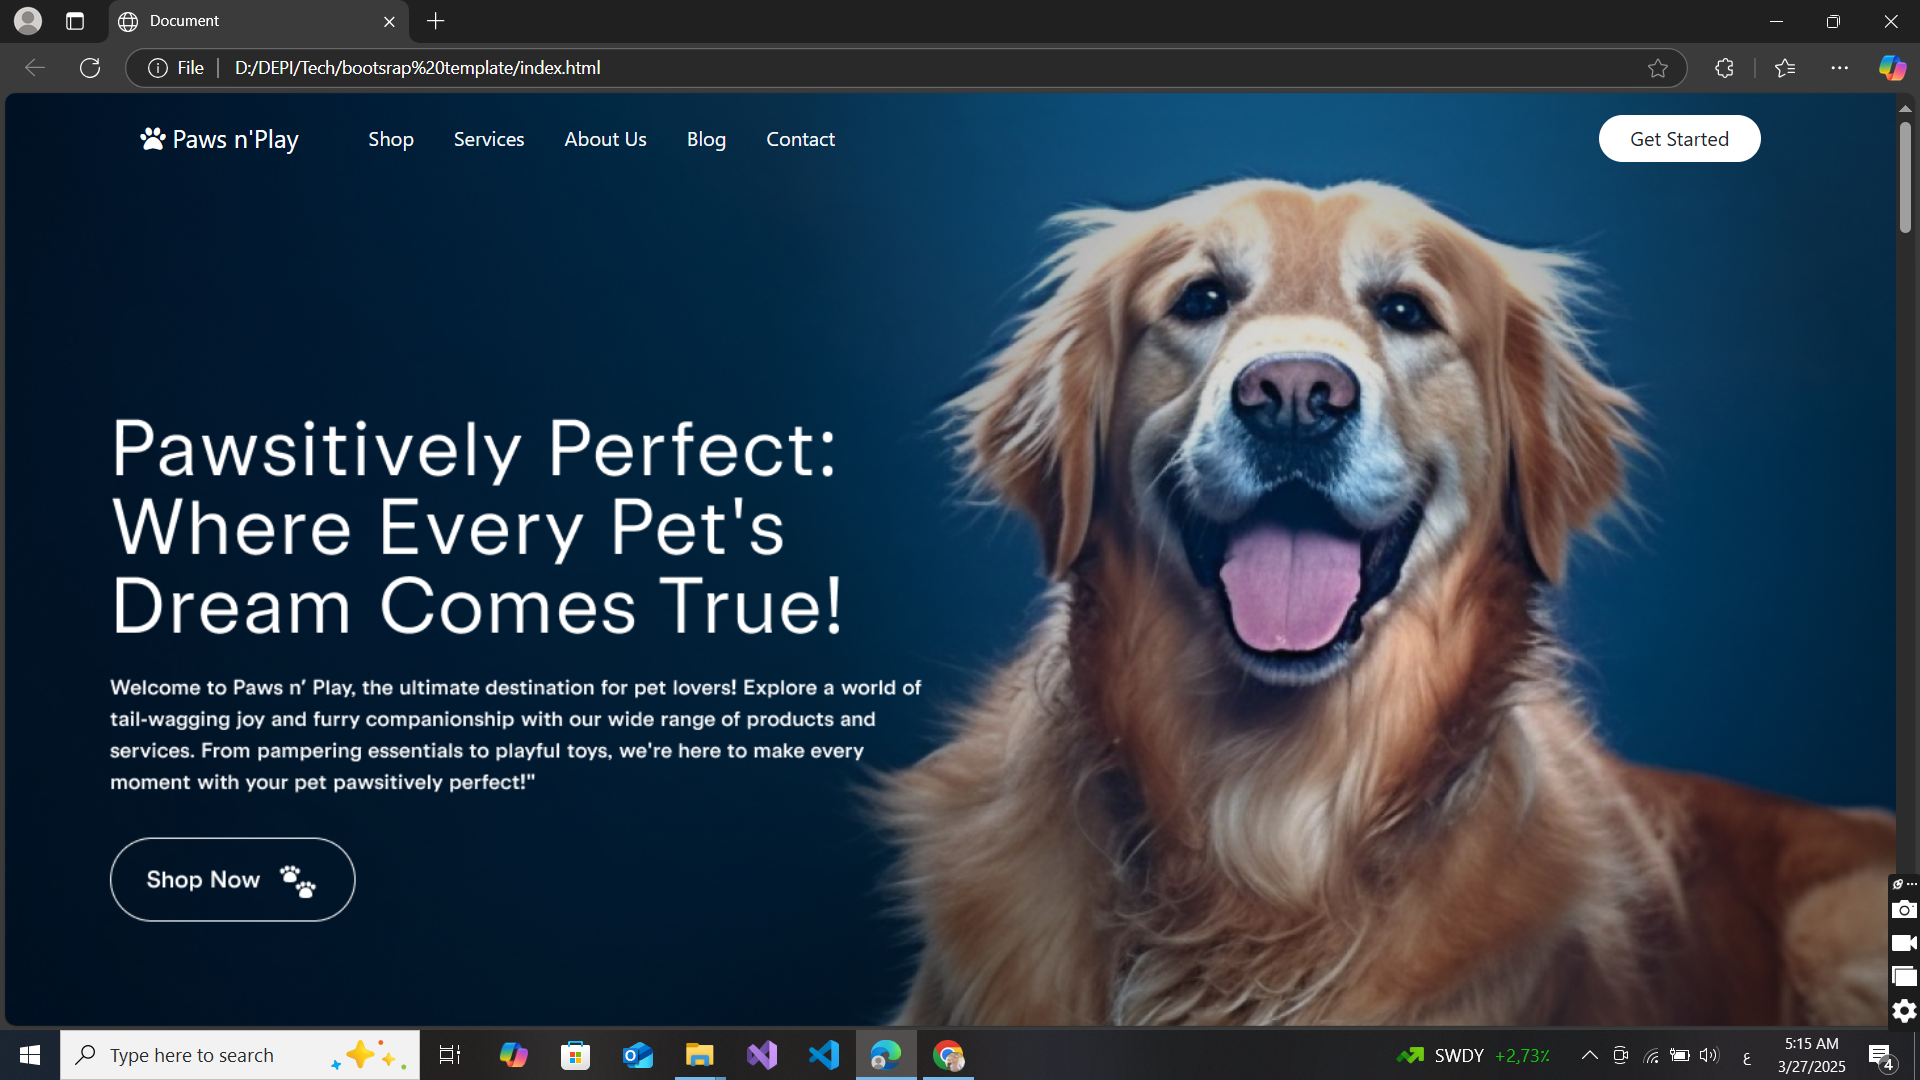 Document
File
D:/DEPI/Tech/bootsrap%20template/index.html
Paws n'Play
Shop
Services
About Us
Blog
Contact
Get Started
Pawsitively Perfect:
Where Every Pet's
Dream Comes True!
Welcome to Paws n’ Play, the ultimate destination for pet lovers! Explore a world of
tail-wagging joy and furry companionship with our wide range of products and
services. From pampering essentials to playful toys, we're here to make every
moment with your pet pawsitively perfect!"
Shop Now
Type here to search
SWDY +2,73%
ع
5:15 AM
3/27/2025
4